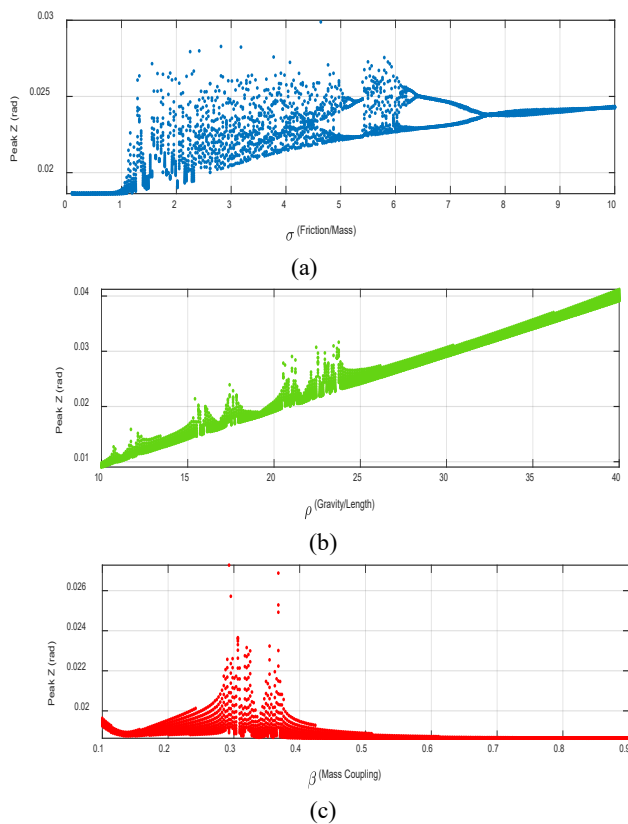 0.03
0.025
0.02
Peak Z (rad)
0 1 2 3 4 5 6 7 8 9 10
σ (Friction/Mass)
(a)
0.04
0.03
0.02
0.01
Peak Z (rad)
10 15 20 25 30 35 40
ρ (Gravity/Length)
(b)
0.026
0.024
0.022
0.02
Peak Z (rad)
0.1 0.2 0.3 0.4 0.5 0.6 0.7 0.8 0.9
β (Mass Coupling)
(c)